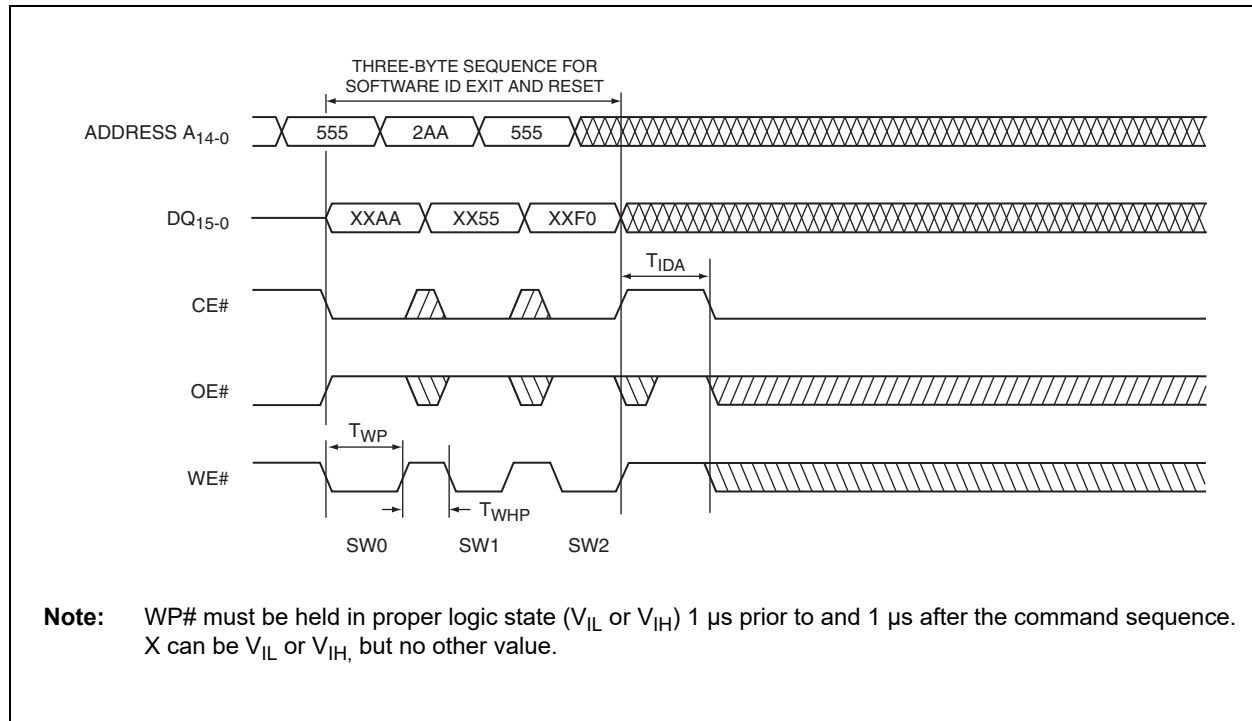 THREE-BYTE SEQUENCE FOR
SOFTWARE ID EXIT AND RESET
ADDRESS A14-0 555 2AA 555
DQ15-0 XXAA XX55 XXF0
TIDA
CE#
OE#
TWP
WE#
TWHP
SW0 SW1 SW2
Note: WP# must be held in proper logic state (VIL or VIH) 1 µs prior to and 1 µs after the command sequence.
X can be VIL or VIH, but no other value.